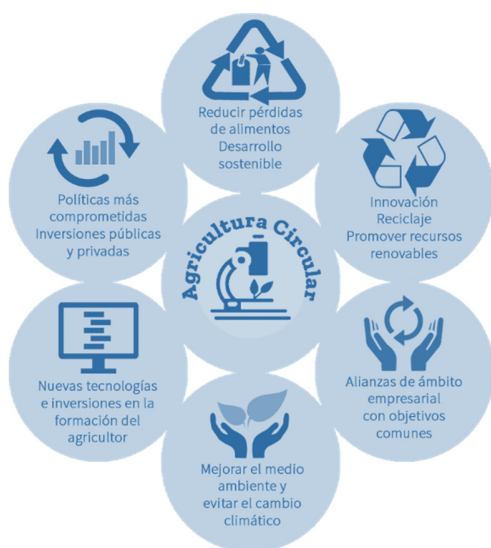 Reducir pérdidas
de alimentos
Desarrollo
sostenible
Políticas más
comprometidas
Inversiones públicas
y privadas
Innovación
Reciclaje
Promover recursos
renovables
Agricultura Circular
Nuevas tecnologías
e inversiones en la
formación del
agricultor
Alianzas de ámbito
empresarial
con objetivos
comunes
Mejorar el medio
ambiente y
evitar el cambio
climático